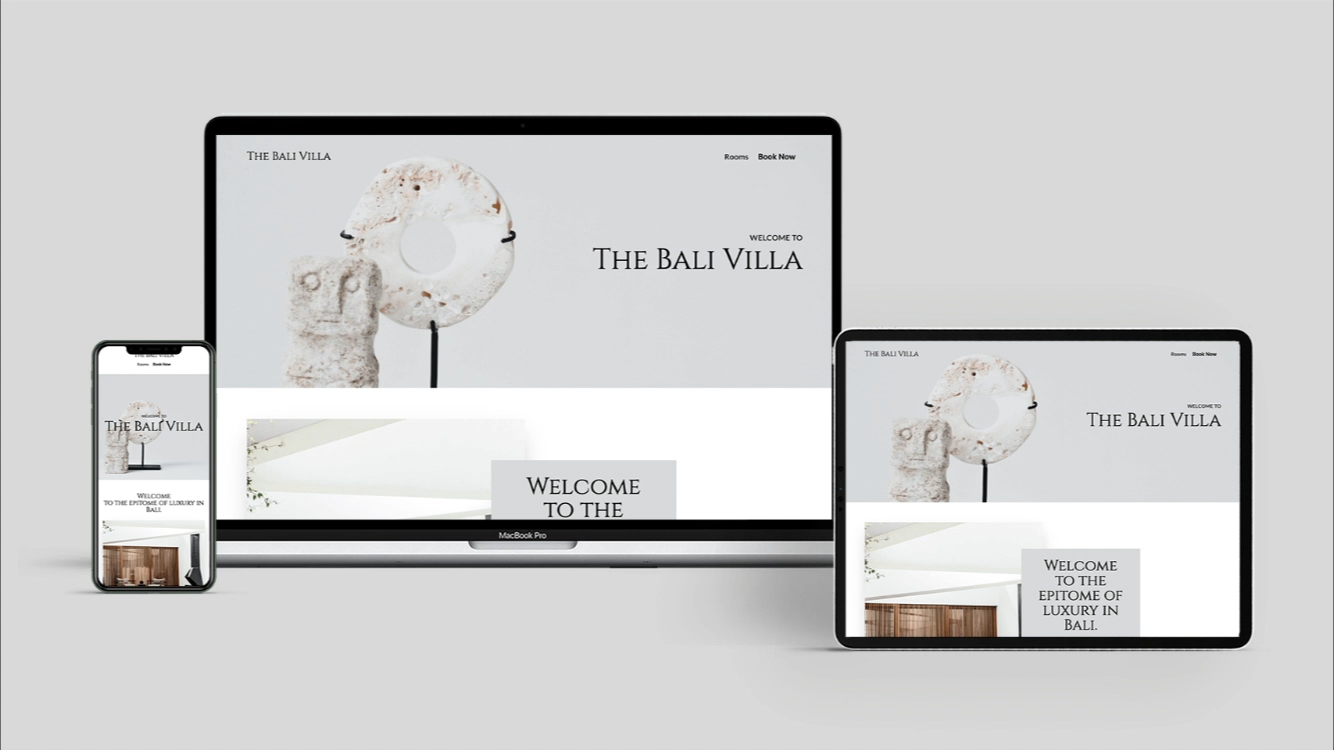 THE BALI VILLA
Rooms Book Now
WELCOME TO
THE BALI VILLA
WELCOME
TO THE
MacBook Pro
THE BALI VILLA
Rooms Book Now
WELCOME TO
THE BALI VILLA
WELCOME
TO THE EPITOME OF LUXURY IN
BALI.
THE BALI VILLA
Rooms Book Now
WELCOME TO
THE BALI VILLA
WELCOME
TO THE
EPITOME OF
LUXURY IN
BALI.